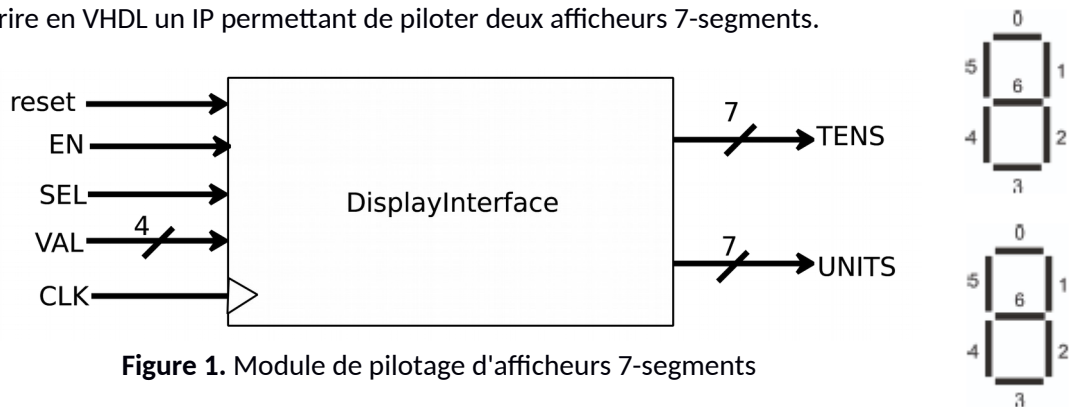 rire en VHDL un IP permettant de piloter deux afficheurs 7-segments.
0
5
1
6
4
2
3
reset
EN
SEL
4
VAL
CLK
DisplayInterface
7
TENS
7
UNITS
0
5
1
6
4
2
3
Figure 1. Module de pilotage d'afficheurs 7-segments